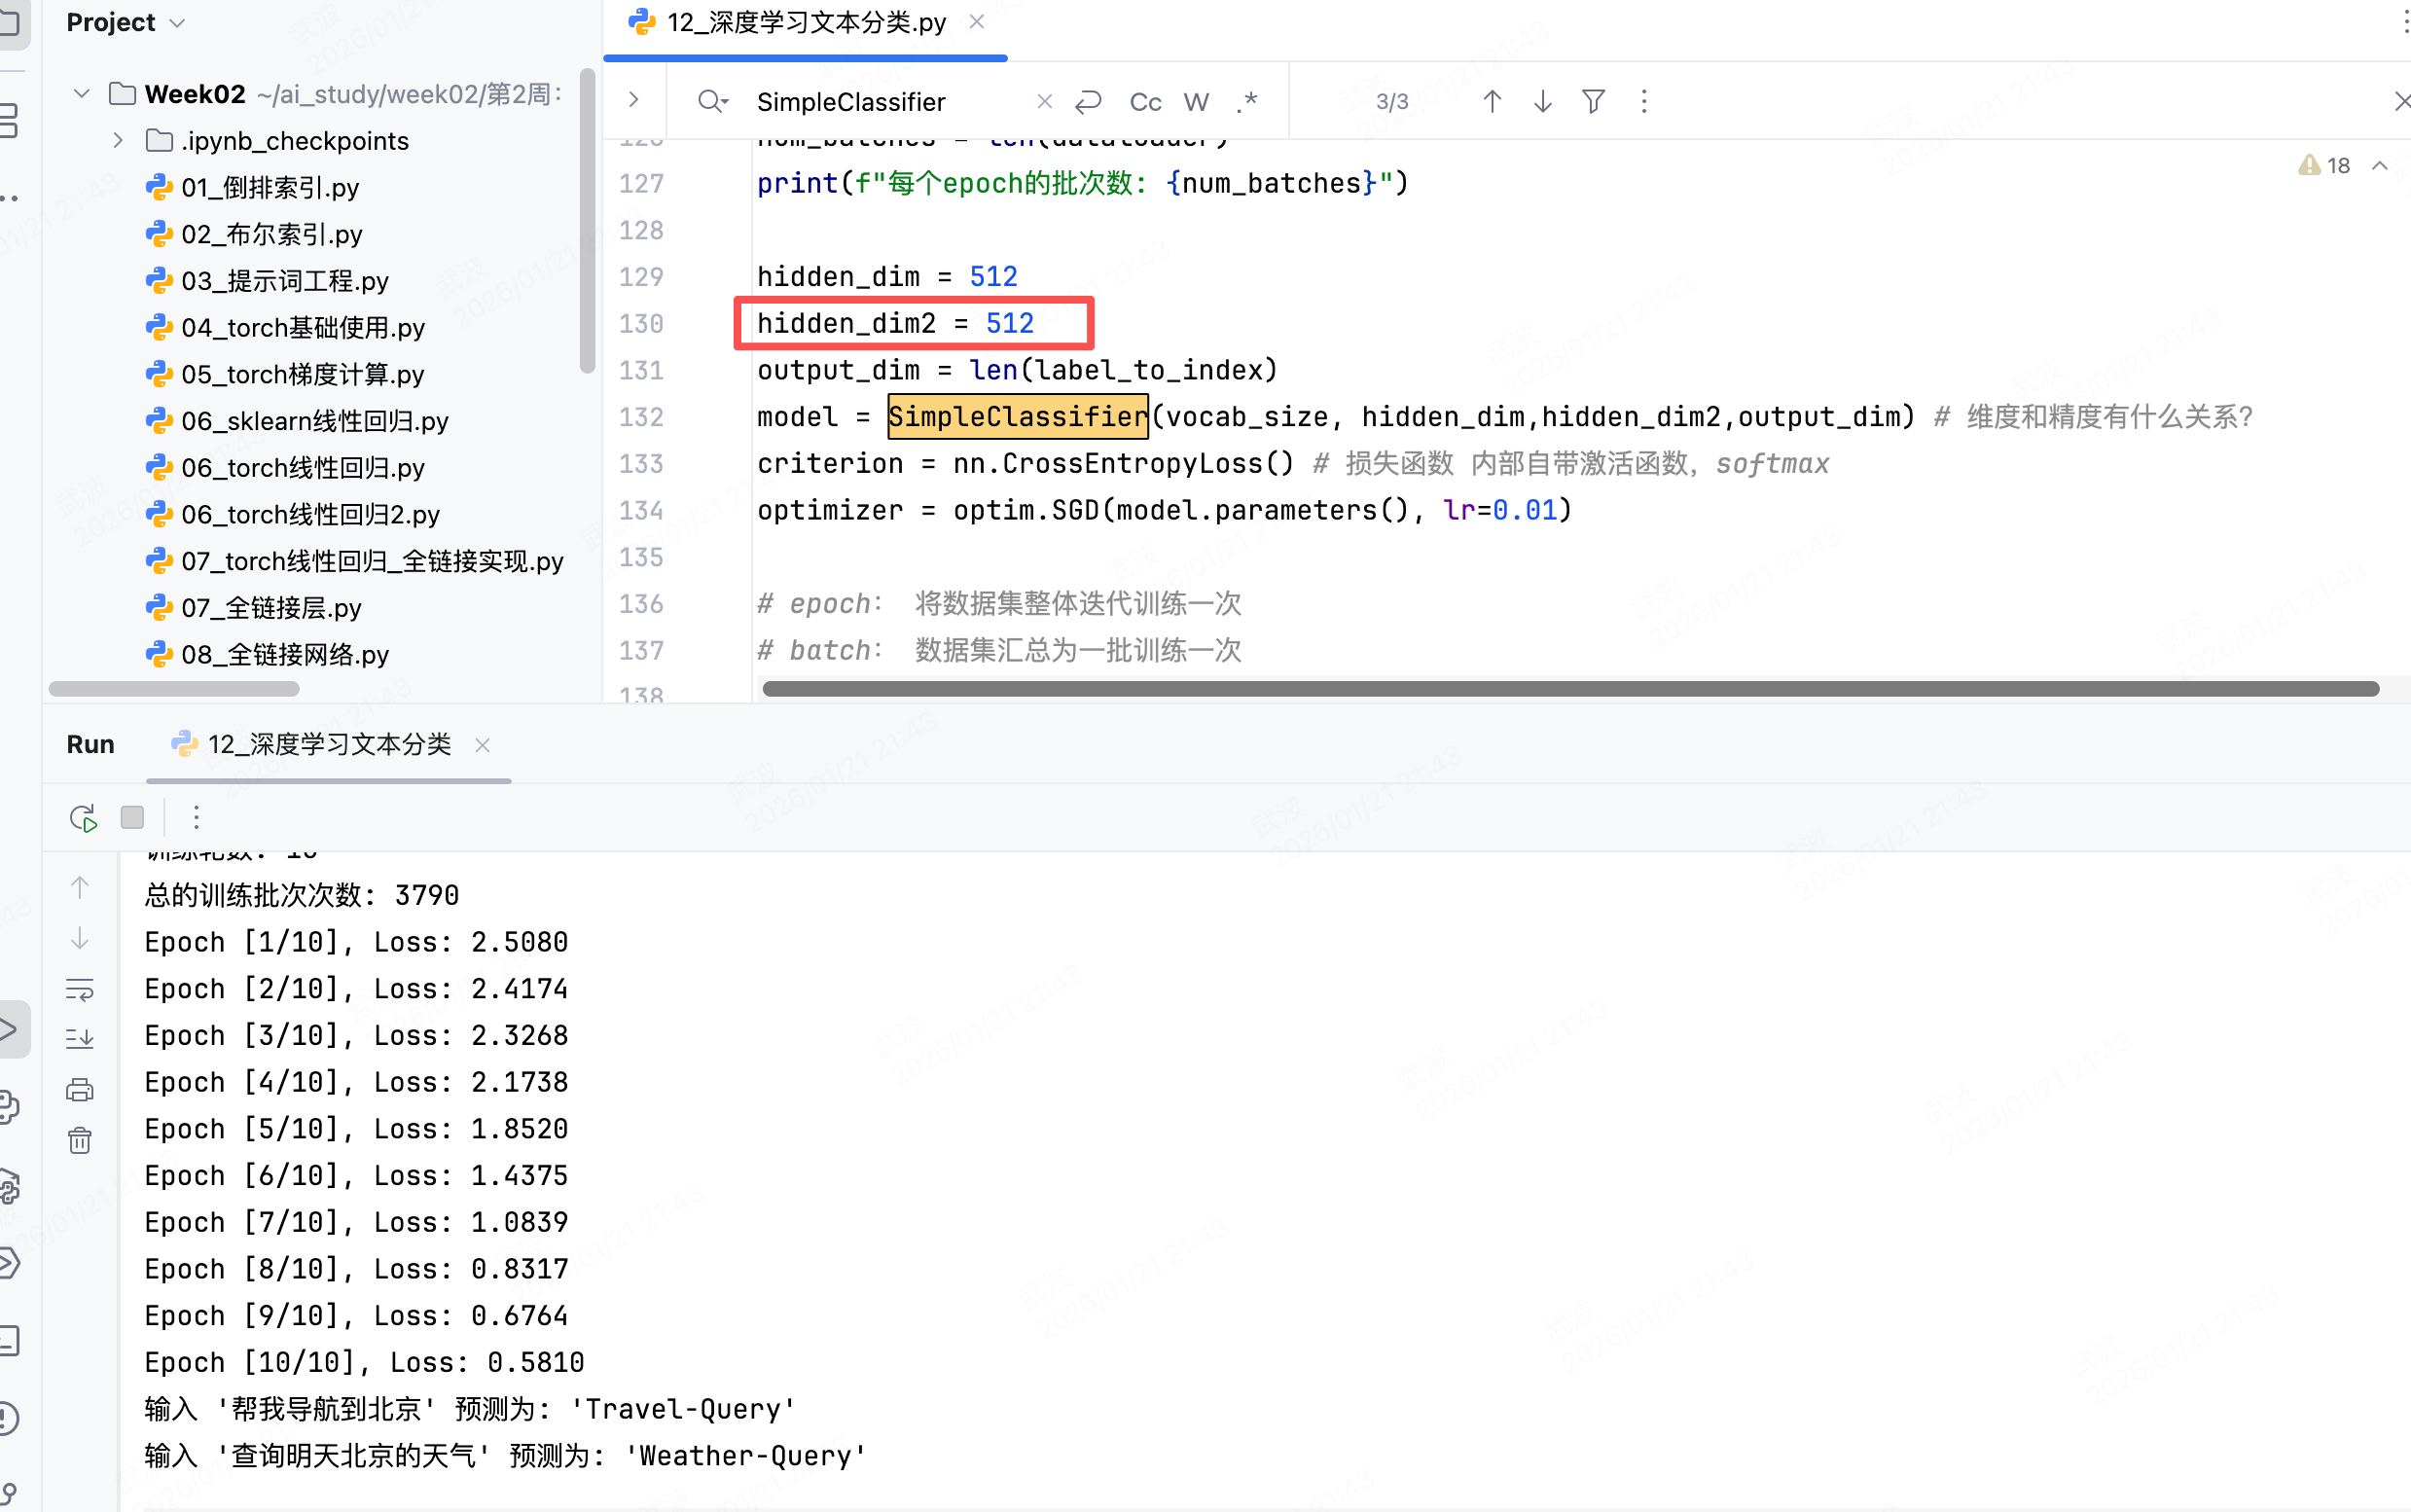 Project
Week02 ~/ai_study/week02/第2周:
.ipynb_checkpoints
01_倒排索引.py
02_布尔索引.py
03_提示词工程.py
04_torch基础使用.py
05_torch梯度计算.py
06_sklearn线性回归.py
06_torch线性回归.py
06_torch线性回归2.py
07_torch线性回归_全链接实现.py
07_全链接层.py
08_全链接网络.py
12_深度学习文本分类.py
SimpleClassifier
Cc W .*
3/3
18
num_batches = len(dataloader)
127 print(f"每个epoch的批次数: {num_batches}")
128
129 hidden_dim = 512
130 hidden_dim2 = 512
131 output_dim = len(label_to_index)
132 model = SimpleClassifier(vocab_size, hidden_dim,hidden_dim2,output_dim) # 维度和精度有什么关系?
133 criterion = nn.CrossEntropyLoss() # 损失函数 内部自带激活函数, softmax
134 optimizer = optim.SGD(model.parameters(), lr=0.01)
135
136 # epoch: 将数据集整体迭代训练一次
137 # batch: 数据集汇总为一批训练一次
138
Run 12_深度学习文本分类
训练轮数: 10
总的训练批次次数: 3790
Epoch [1/10], Loss: 2.5080
Epoch [2/10], Loss: 2.4174
Epoch [3/10], Loss: 2.3268
Epoch [4/10], Loss: 2.1738
Epoch [5/10], Loss: 1.8520
Epoch [6/10], Loss: 1.4375
Epoch [7/10], Loss: 1.0839
Epoch [8/10], Loss: 0.8317
Epoch [9/10], Loss: 0.6764
Epoch [10/10], Loss: 0.5810
输入 '帮我导航到北京' 预测为: 'Travel-Query'
输入 '查询明天北京的天气' 预测为: 'Weather-Query'
武波
2026/01/21 21:43